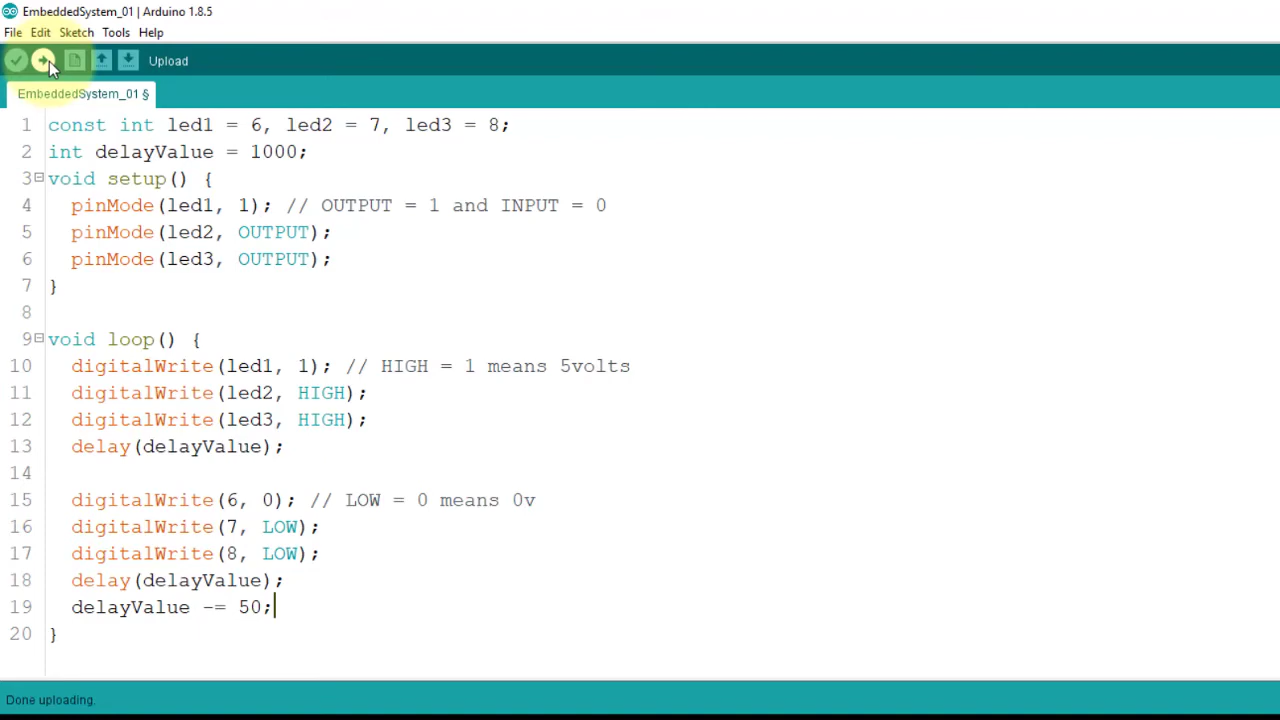 EmbeddedSystem_01 | Arduino 1.8.5
File Edit Sketch Tools Help
Upload
EmbeddedSystem_01 §
1 const int led1 = 6, led2 = 7, led3 = 8;
2 int delayValue = 1000;
3 void setup() {
4 pinMode(led1, 1); // OUTPUT = 1 and INPUT = 0
5 pinMode(led2, OUTPUT);
6 pinMode(led3, OUTPUT);
7 }
8
9 void loop() {
10 digitalWrite(led1, 1); // HIGH = 1 means 5volts
11 digitalWrite(led2, HIGH);
12 digitalWrite(led3, HIGH);
13 delay(delayValue);
14
15 digitalWrite(6, 0); // LOW = 0 means 0v
16 digitalWrite(7, LOW);
17 digitalWrite(8, LOW);
18 delay(delayValue);
19 delayValue -= 50;
20 }
Done uploading.